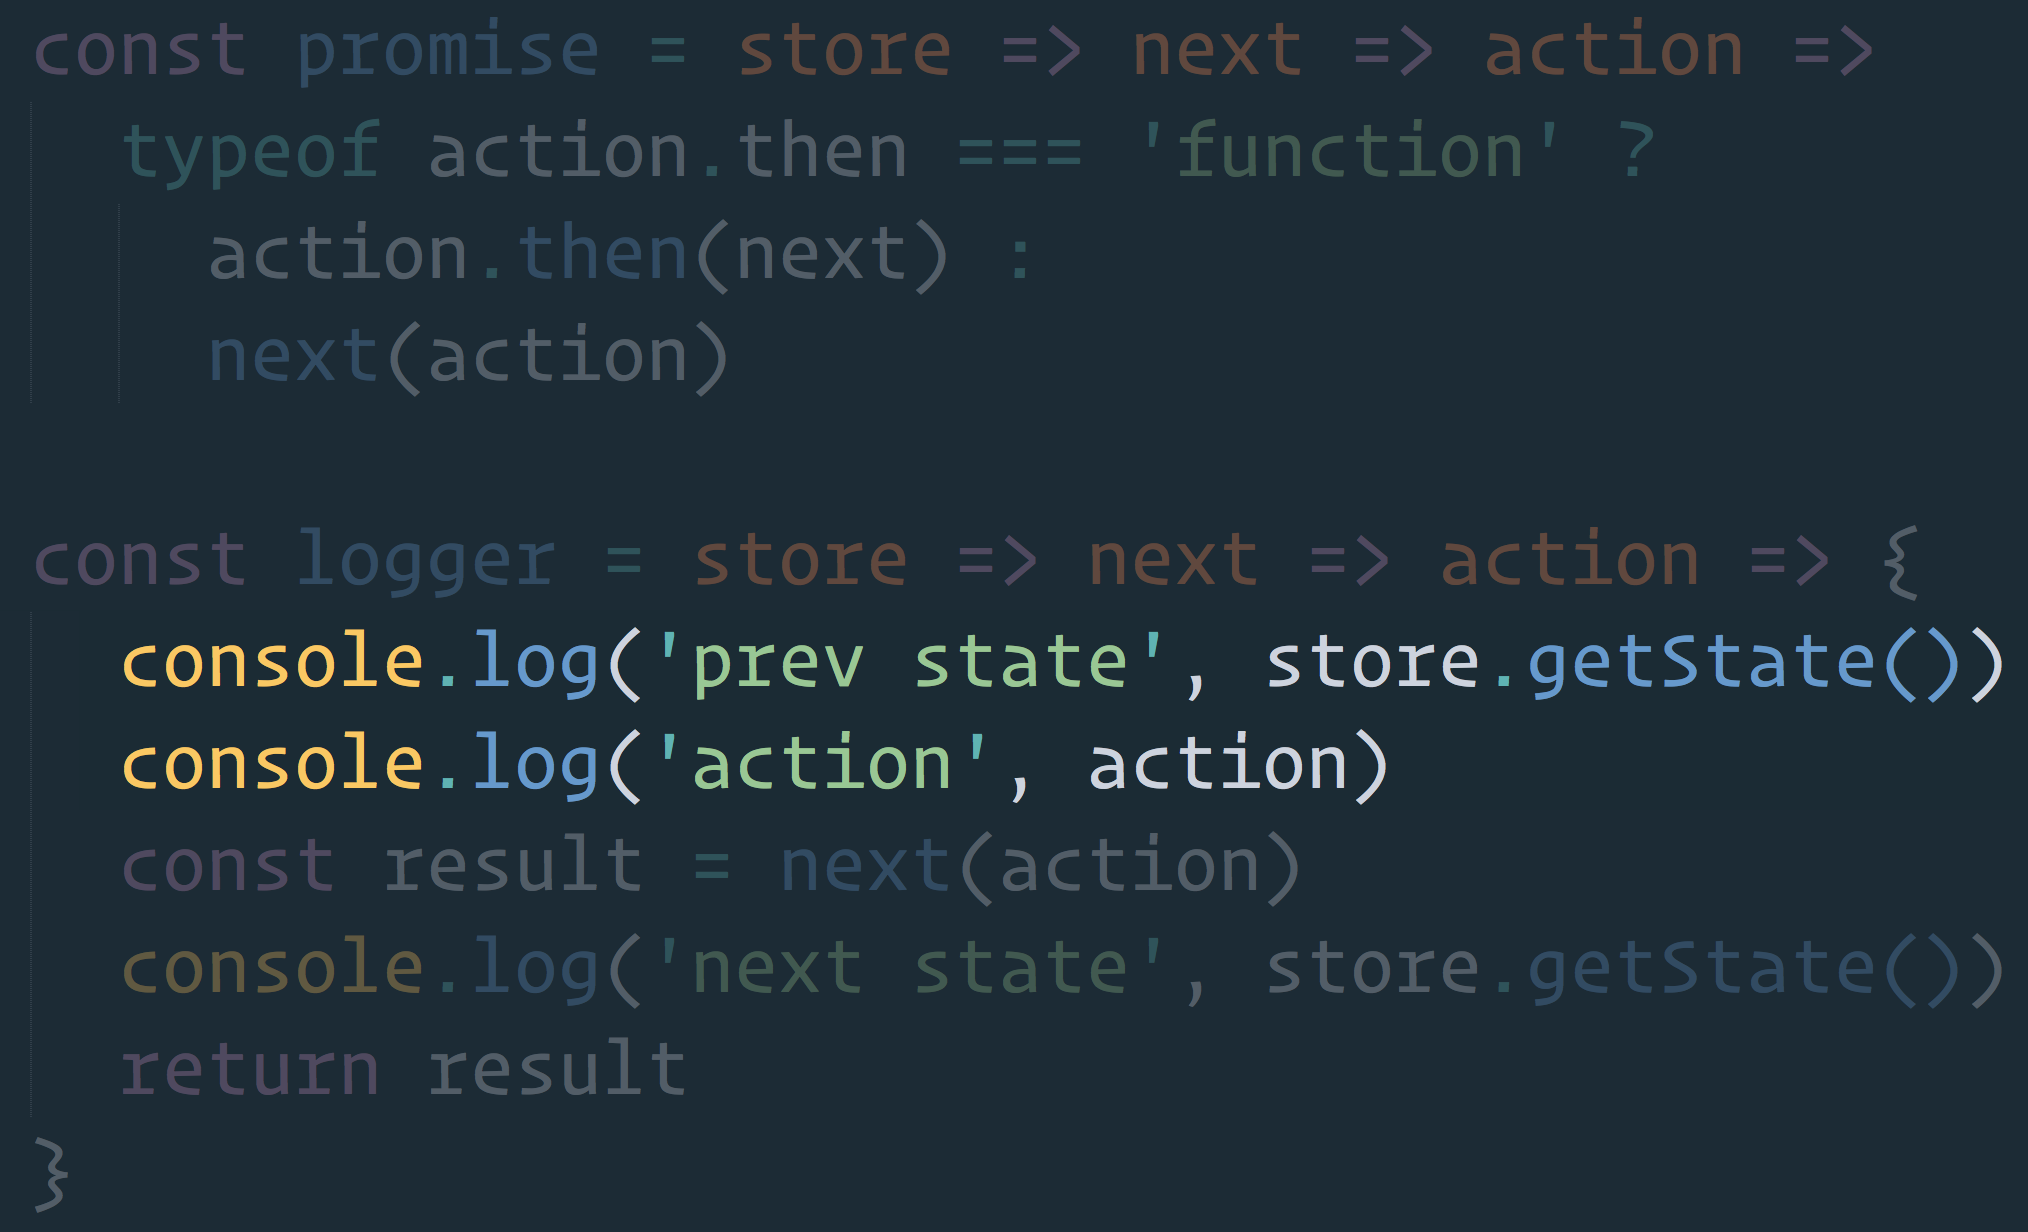 const promise = store => next => action =>
  typeof action.then === 'function' ?
    action.then(next) :
    next(action)
const logger = store => next => action => {
  console.log('prev state', store.getState())
  console.log('action', action)
  const result = next(action)
  console.log('next state', store.getState())
  return result
}